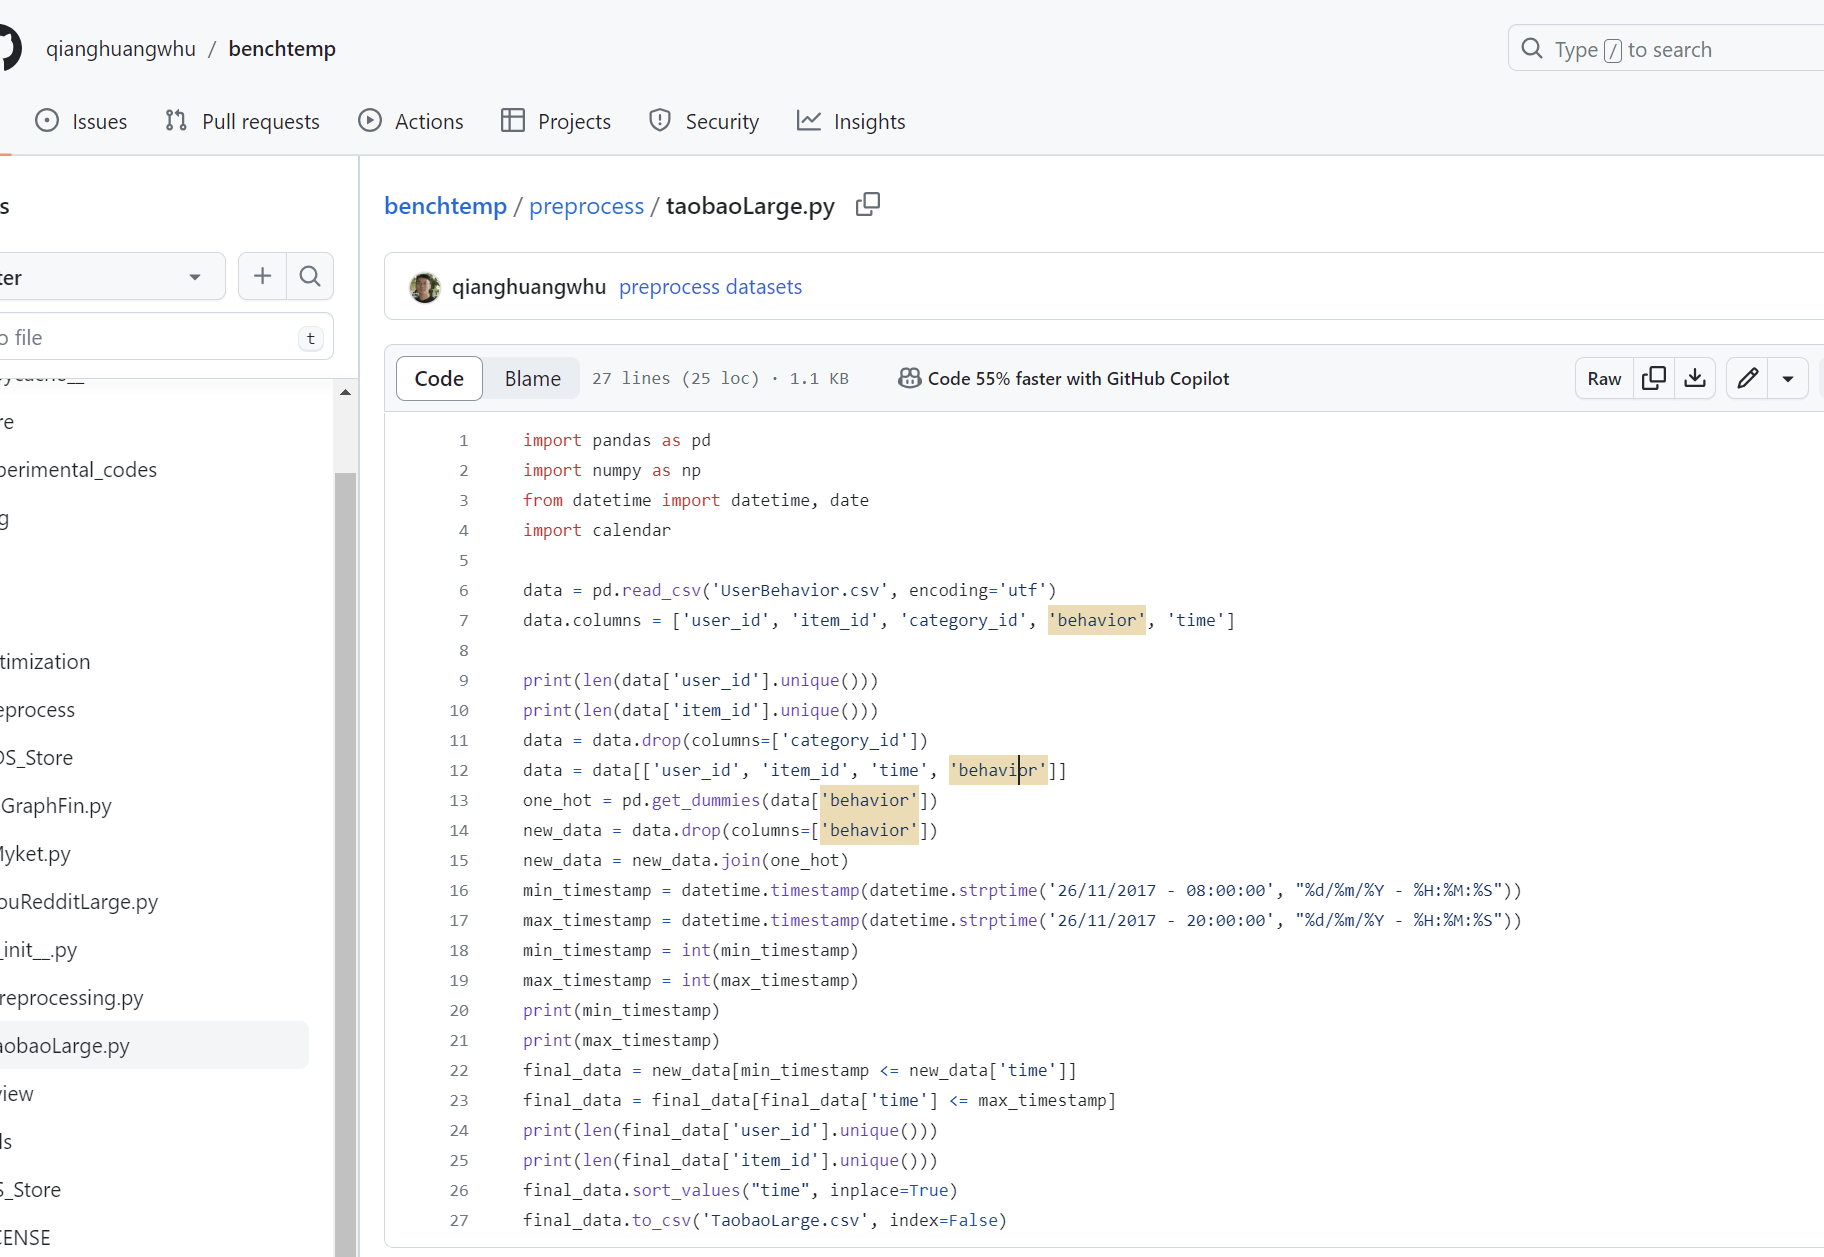 qianghuangwhu / benchtemp
Type / to search
Issues
Pull requests
Actions
Projects
Security
Insights
s
ter
o file
t
re
perimental_codes
g
timization
eprocess
DS_Store
GraphFin.py
Myket.py
ouRedditLarge.py
_init__.py
reprocessing.py
aobaoLarge.py
view
ls
S_Store
CENSE
benchtemp / preprocess / taobaoLarge.py
qianghuangwhu preprocess datasets
Code
Blame
27 lines (25 loc) · 1.1 KB
Code 55% faster with GitHub Copilot
Raw
1 import pandas as pd
2 import numpy as np
3 from datetime import datetime, date
4 import calendar
5
6 data = pd.read_csv('UserBehavior.csv', encoding='utf')
7 data.columns = ['user_id', 'item_id', 'category_id', 'behavior', 'time']
8
9 print(len(data['user_id'].unique()))
10 print(len(data['item_id'].unique()))
11 data = data.drop(columns=['category_id'])
12 data = data[['user_id', 'item_id', 'time', 'behavior']]
13 one_hot = pd.get_dummies(data['behavior'])
14 new_data = data.drop(columns=['behavior'])
15 new_data = new_data.join(one_hot)
16 min_timestamp = datetime.timestamp(datetime.strptime('26/11/2017 - 08:00:00', "%d/%m/%Y - %H:%M:%S"))
17 max_timestamp = datetime.timestamp(datetime.strptime('26/11/2017 - 20:00:00', "%d/%m/%Y - %H:%M:%S"))
18 min_timestamp = int(min_timestamp)
19 max_timestamp = int(max_timestamp)
20 print(min_timestamp)
21 print(max_timestamp)
22 final_data = new_data[min_timestamp <= new_data['time']]
23 final_data = final_data[final_data['time'] <= max_timestamp]
24 print(len(final_data['user_id'].unique()))
25 print(len(final_data['item_id'].unique()))
26 final_data.sort_values("time", inplace=True)
27 final_data.to_csv('TaobaoLarge.csv', index=False)